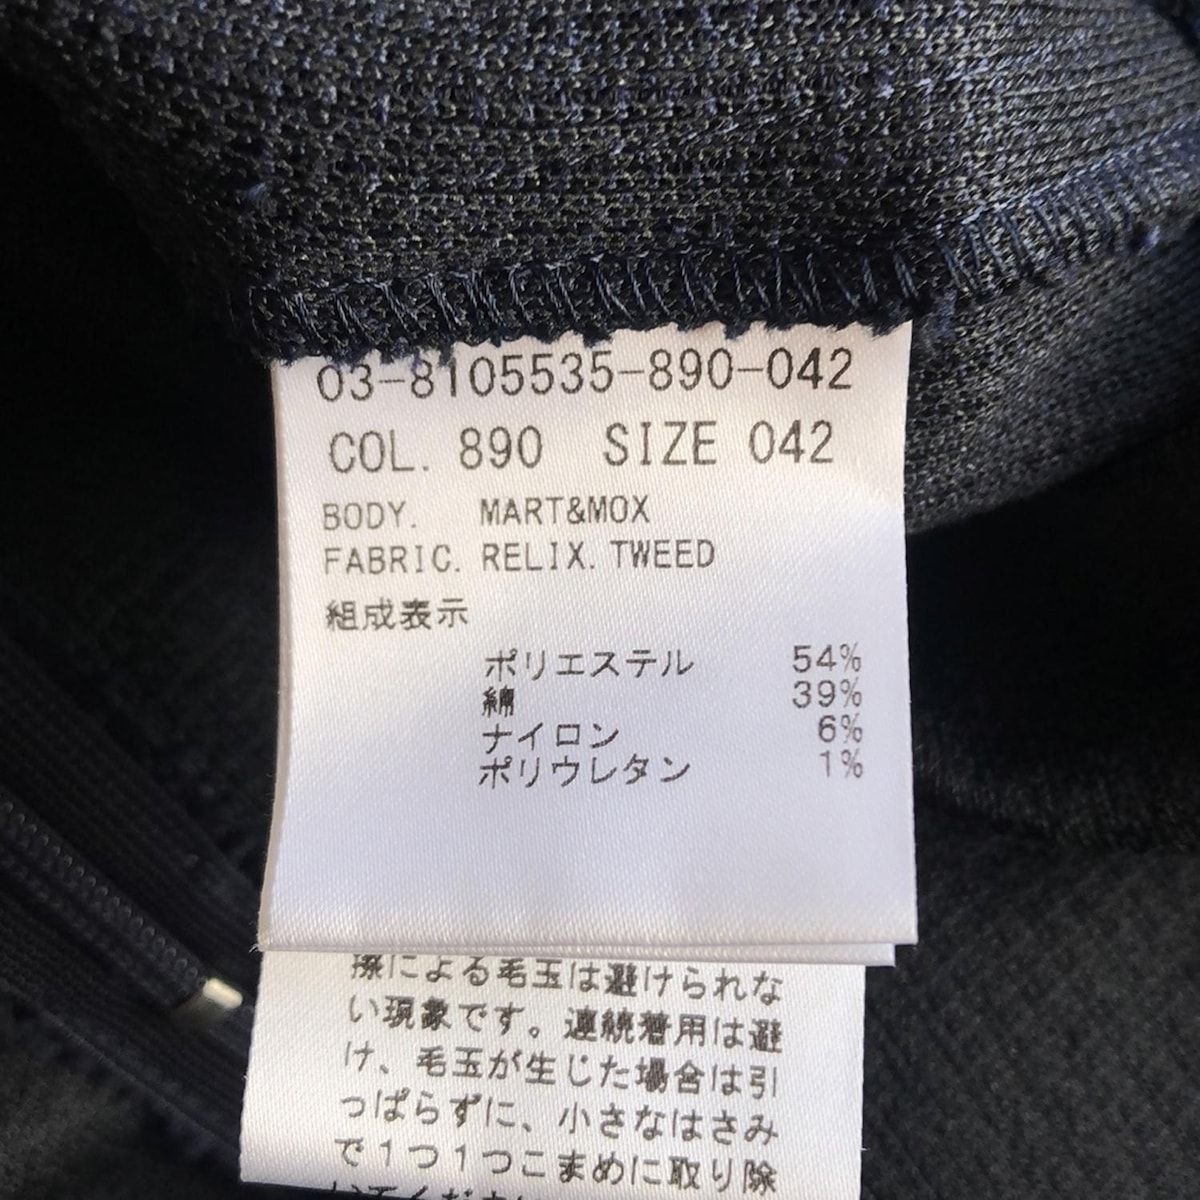 03-8105535-890-042
COL. 890 SIZE 042
BODY. MART&MOX
FABRIC. RELIX. TWEED
組成表示
ポリエステル 54%
綿 39%
ナイロン 6%
ポリウレタン 1%
擦による毛玉は避けられな
い現象です。連続着用は避
け、毛玉が生じた場合は引
っぱらずに、小さなはさみ
で1つ1つこまめに取り除